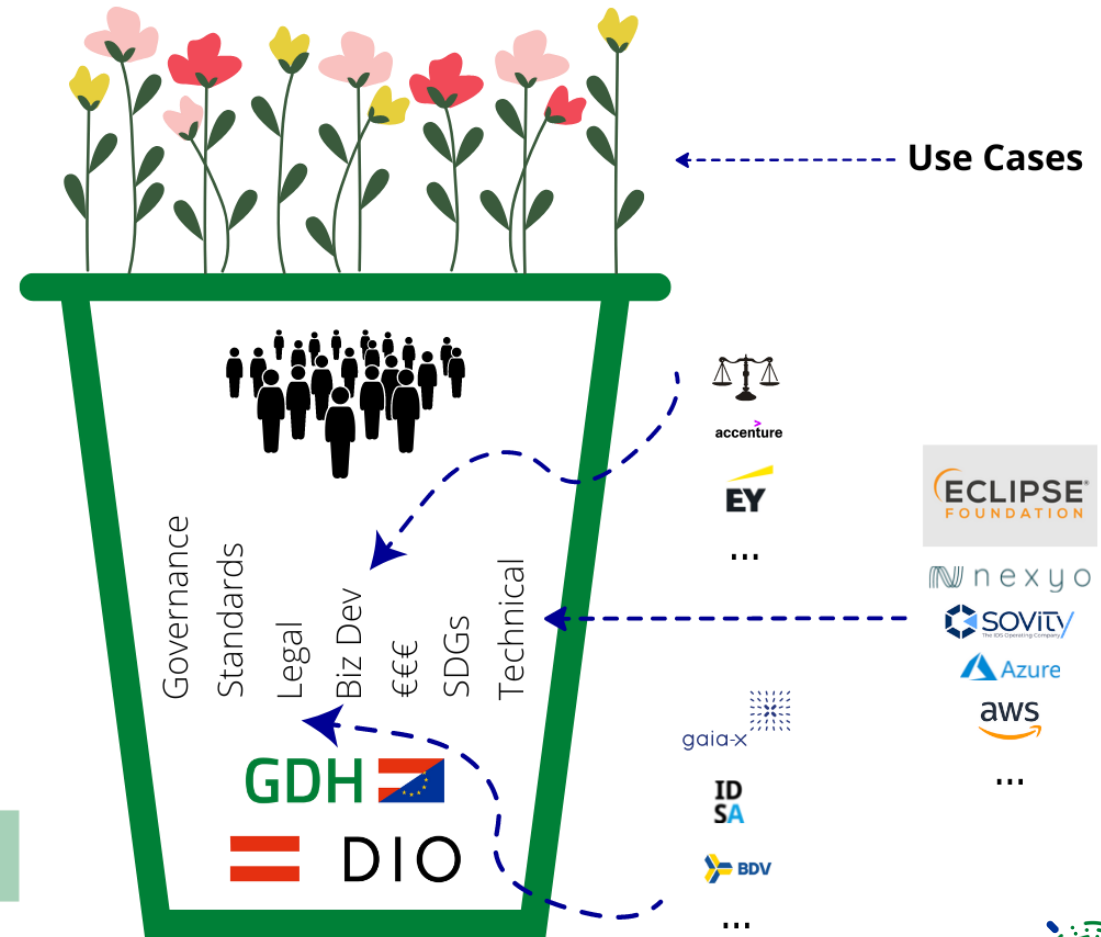 Use Cases
accenture
EY
...
Governance
Standards
Legal
Biz Dev
€€€
SDGs
Technical
ECLIPSE®
FOUNDATION
nexyo
sovity
The IDS Operating Company
Azure
aws
...
gaia-x
ID
SA
BDV
...
GDH
DIO